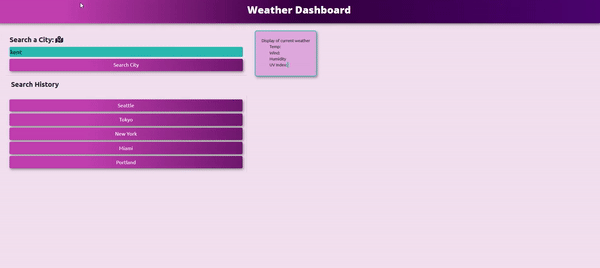 Weather Dashboard
Search a City:
kent
Search City
Search History
Seattle
Tokyo
New York
Miami
Portland
Display of current weather
Temp:
Wind:
Humidity
UV Index: